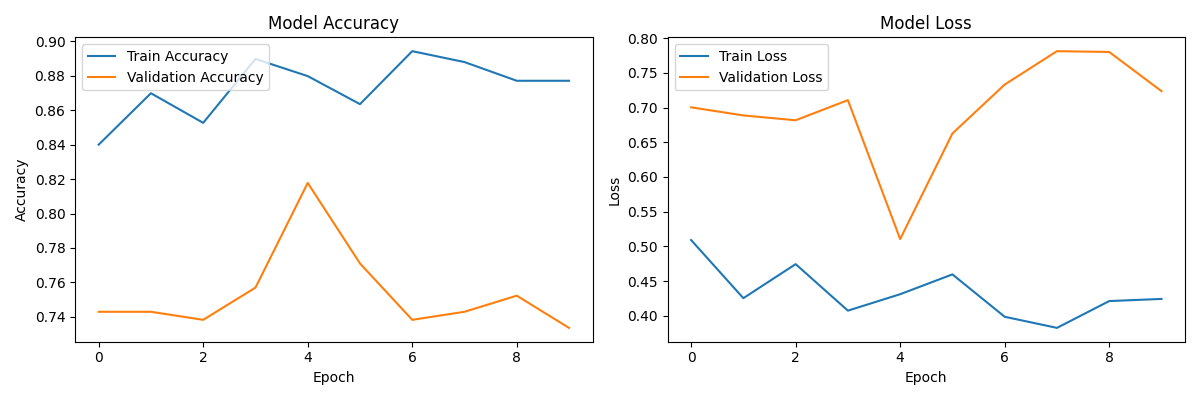 Model Accuracy
Train Accuracy
Validation Accuracy
0.90
0.88
0.86
0.84
0.82
0.80
0.78
0.76
0.74
Accuracy
0 2 4 6 8
Epoch
Model Loss
Train Loss
Validation Loss
0.80
0.75
0.70
0.65
0.60
0.55
0.50
0.45
0.40
Loss
0 2 4 6 8
Epoch